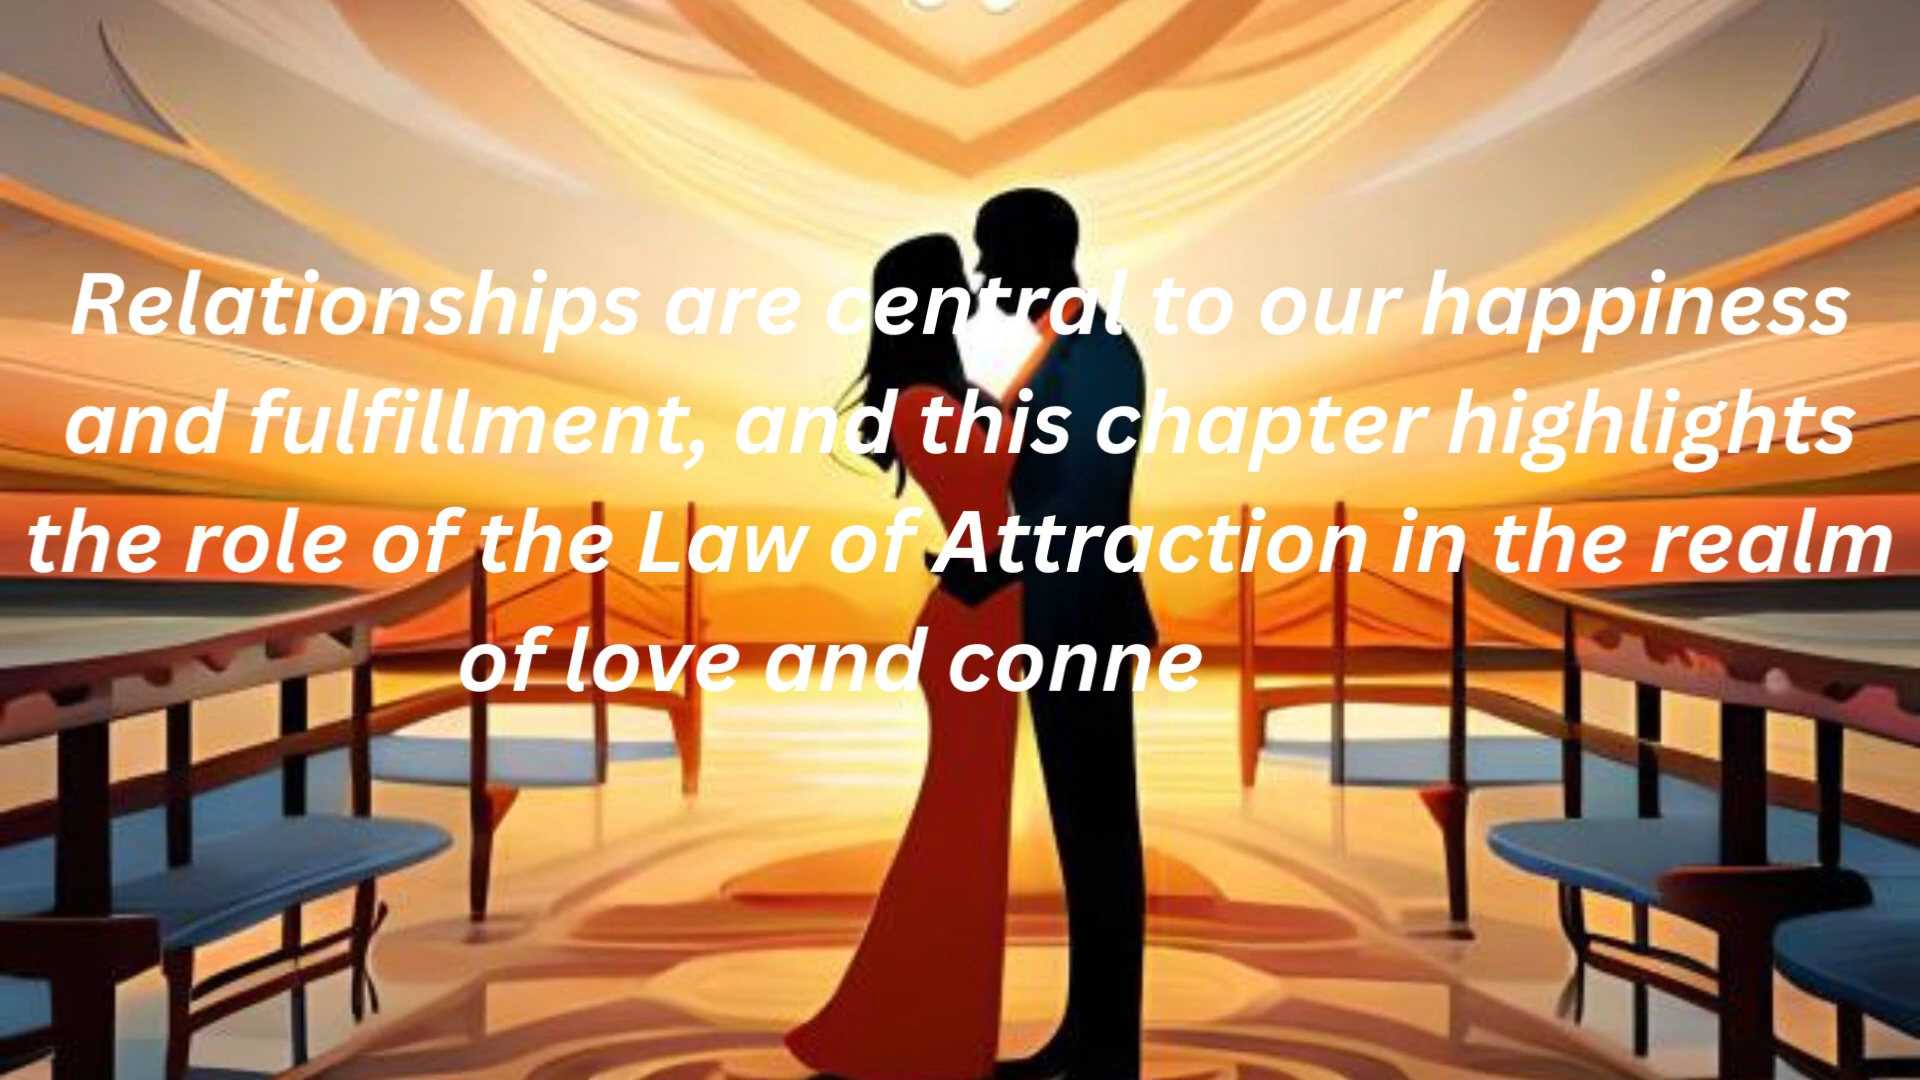 Relationships are central to our happiness
and fulfillment, and this chapter highlights
the role of the Law of Attraction in the realm
of love and conne